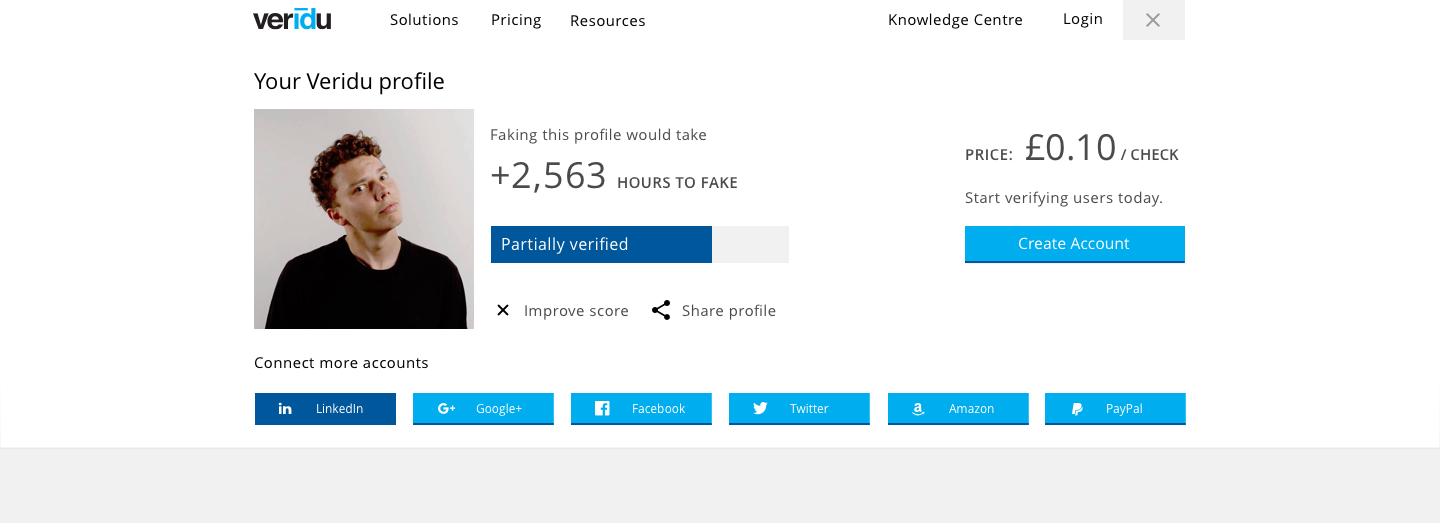 veridu Solutions Pricing Resources Knowledge Centre Login
Your Veridu profile
Faking this profile would take
+2,563 HOURS TO FAKE
PRICE: £0.10 / CHECK
Start verifying users today.
Partially verified
Create Account
Improve score Share profile
Connect more accounts
LinkedIn Google+ Facebook Twitter Amazon PayPal